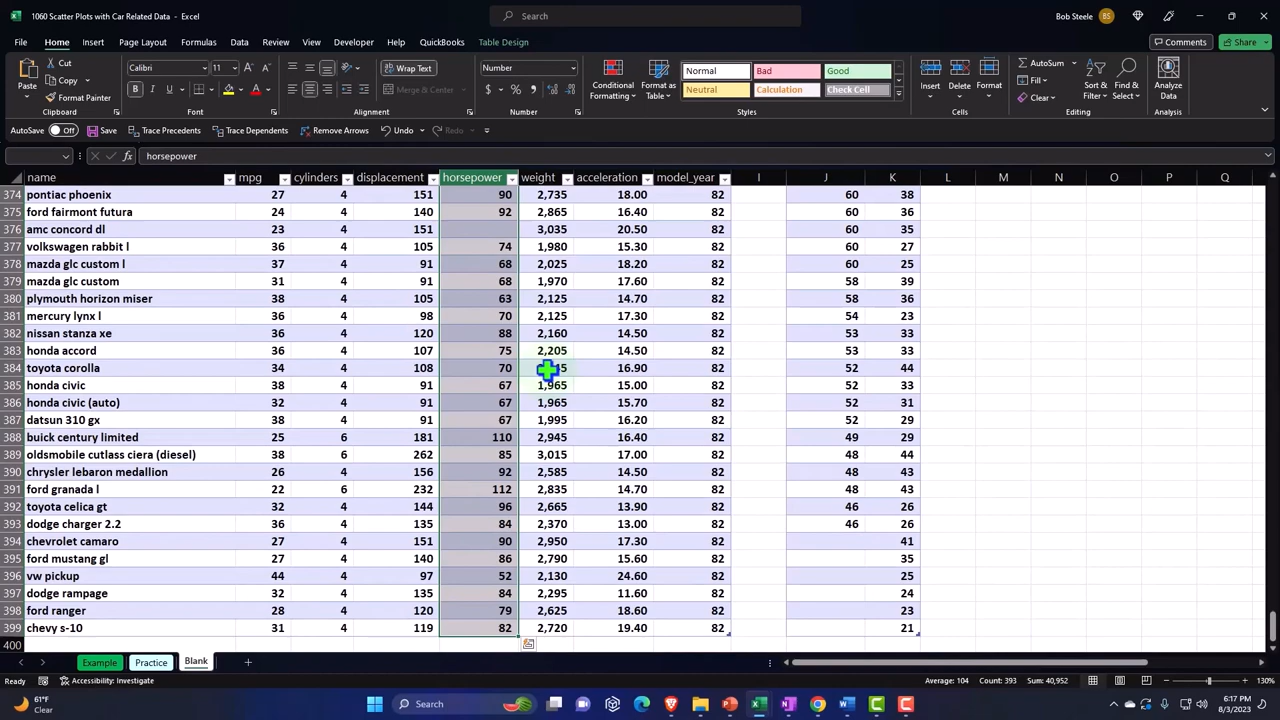 1060 Scatter Plots with Car Related Data - Excel
Search
Bob Steele BS
File Home Insert Page Layout Formulas Data Review View Developer Help QuickBooks Table Design
Comments Share
Paste Cut Copy Format Painter
Calibri 11 Wrap Text Merge & Center Number
Conditional Formatting Format as Table
Normal Bad Good
Neutral Calculation Check Cell
Insert Delete Format
AutoSum Fill Clear
Sort & Filter Find & Select Analyze Data
Clipboard Font Alignment Number Styles Cells Editing Analysis
AutoSave Off Save Trace Precedents Trace Dependents Remove Arrows Undo Redo
fx horsepower
name mpg cylinders displacement horsepower weight acceleration model_year I J K L M N O P Q
374 pontiac phoenix 27 4 151 90 2,735 18.00 82 60 38
375 ford fairmont futura 24 4 140 92 2,865 16.40 82 60 36
376 amc concord dl 23 4 151 3,035 20.50 82 60 35
377 volkswagen rabbit l 36 4 105 74 1,980 15.30 82 60 27
378 mazda glc custom l 37 4 91 68 2,025 18.20 82 60 25
379 mazda glc custom 31 4 91 68 1,970 17.60 82 58 39
380 plymouth horizon miser 38 4 105 63 2,125 14.70 82 58 36
381 mercury lynx l 36 4 98 70 2,125 17.30 82 54 23
382 nissan stanza xe 36 4 120 88 2,160 14.50 82 53 33
383 honda accord 36 4 107 75 2,205 14.50 82 53 33
384 toyota corolla 34 4 108 70 16.90 82 52 44
385 honda civic 38 4 91 67 1,965 15.00 82 52 33
386 honda civic (auto) 32 4 91 67 1,965 15.70 82 52 31
387 datsun 310 gx 38 4 91 67 1,995 16.20 82 52 29
388 buick century limited 25 6 181 110 2,945 16.40 82 49 29
389 oldsmobile cutlass ciera (diesel) 38 6 262 85 3,015 17.00 82 48 44
390 chrysler lebaron medallion 26 4 156 92 2,585 14.50 82 48 43
391 ford granada l 22 6 232 112 2,835 14.70 82 48 43
392 toyota celica gt 32 4 144 96 2,665 13.90 82 46 26
393 dodge charger 2.2 36 4 135 84 2,370 13.00 82 46 26
394 chevrolet camaro 27 4 151 90 2,950 17.30 82 41
395 ford mustang gl 27 4 140 86 2,790 15.60 82 35
396 vw pickup 44 4 97 52 2,130 24.60 82 25
397 dodge rampage 32 4 135 84 2,295 11.60 82 24
398 ford ranger 28 4 120 79 2,625 18.60 82 23
399 chevy s-10 31 4 119 82 2,720 19.40 82 21
400
Example Practice Blank
Ready Accessibility: Investigate Average: 104 Count: 393 Sum: 40,952 130%
61°F
Clear
Search
6:17 PM
8/3/2023